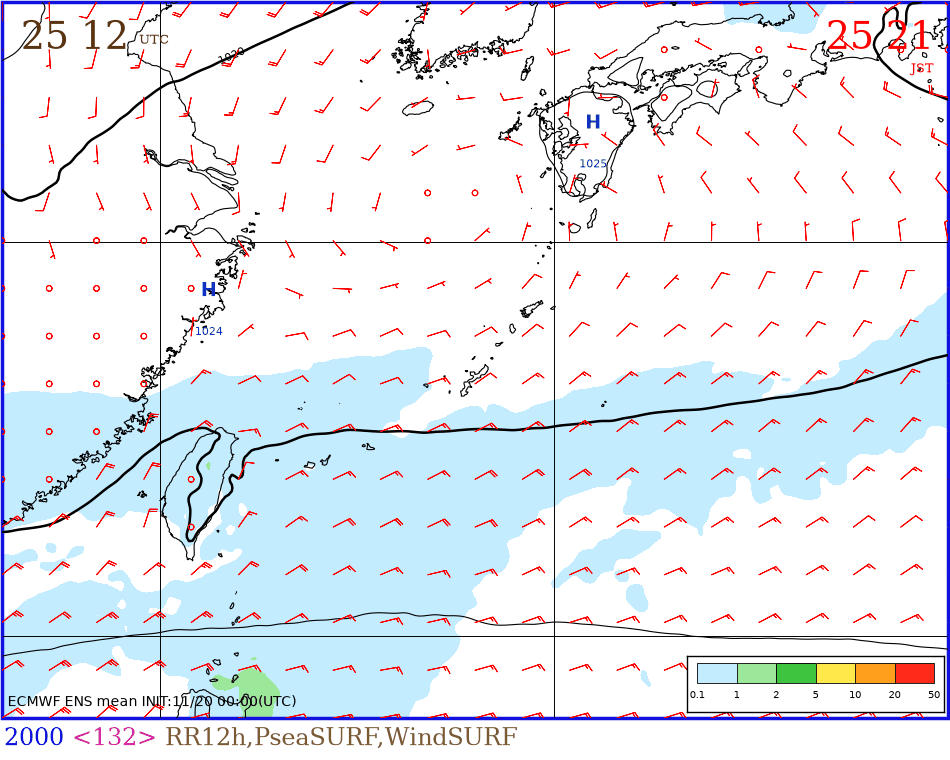 25 12 UTC
25 21
JST
1020
H
1025
H
1024
0.1 1 2 5 10 20 50
ECMWF ENS mean INIT:11/20 00:00(UTC)
2000 <132> RR12h,PseaSURF,WindSURF